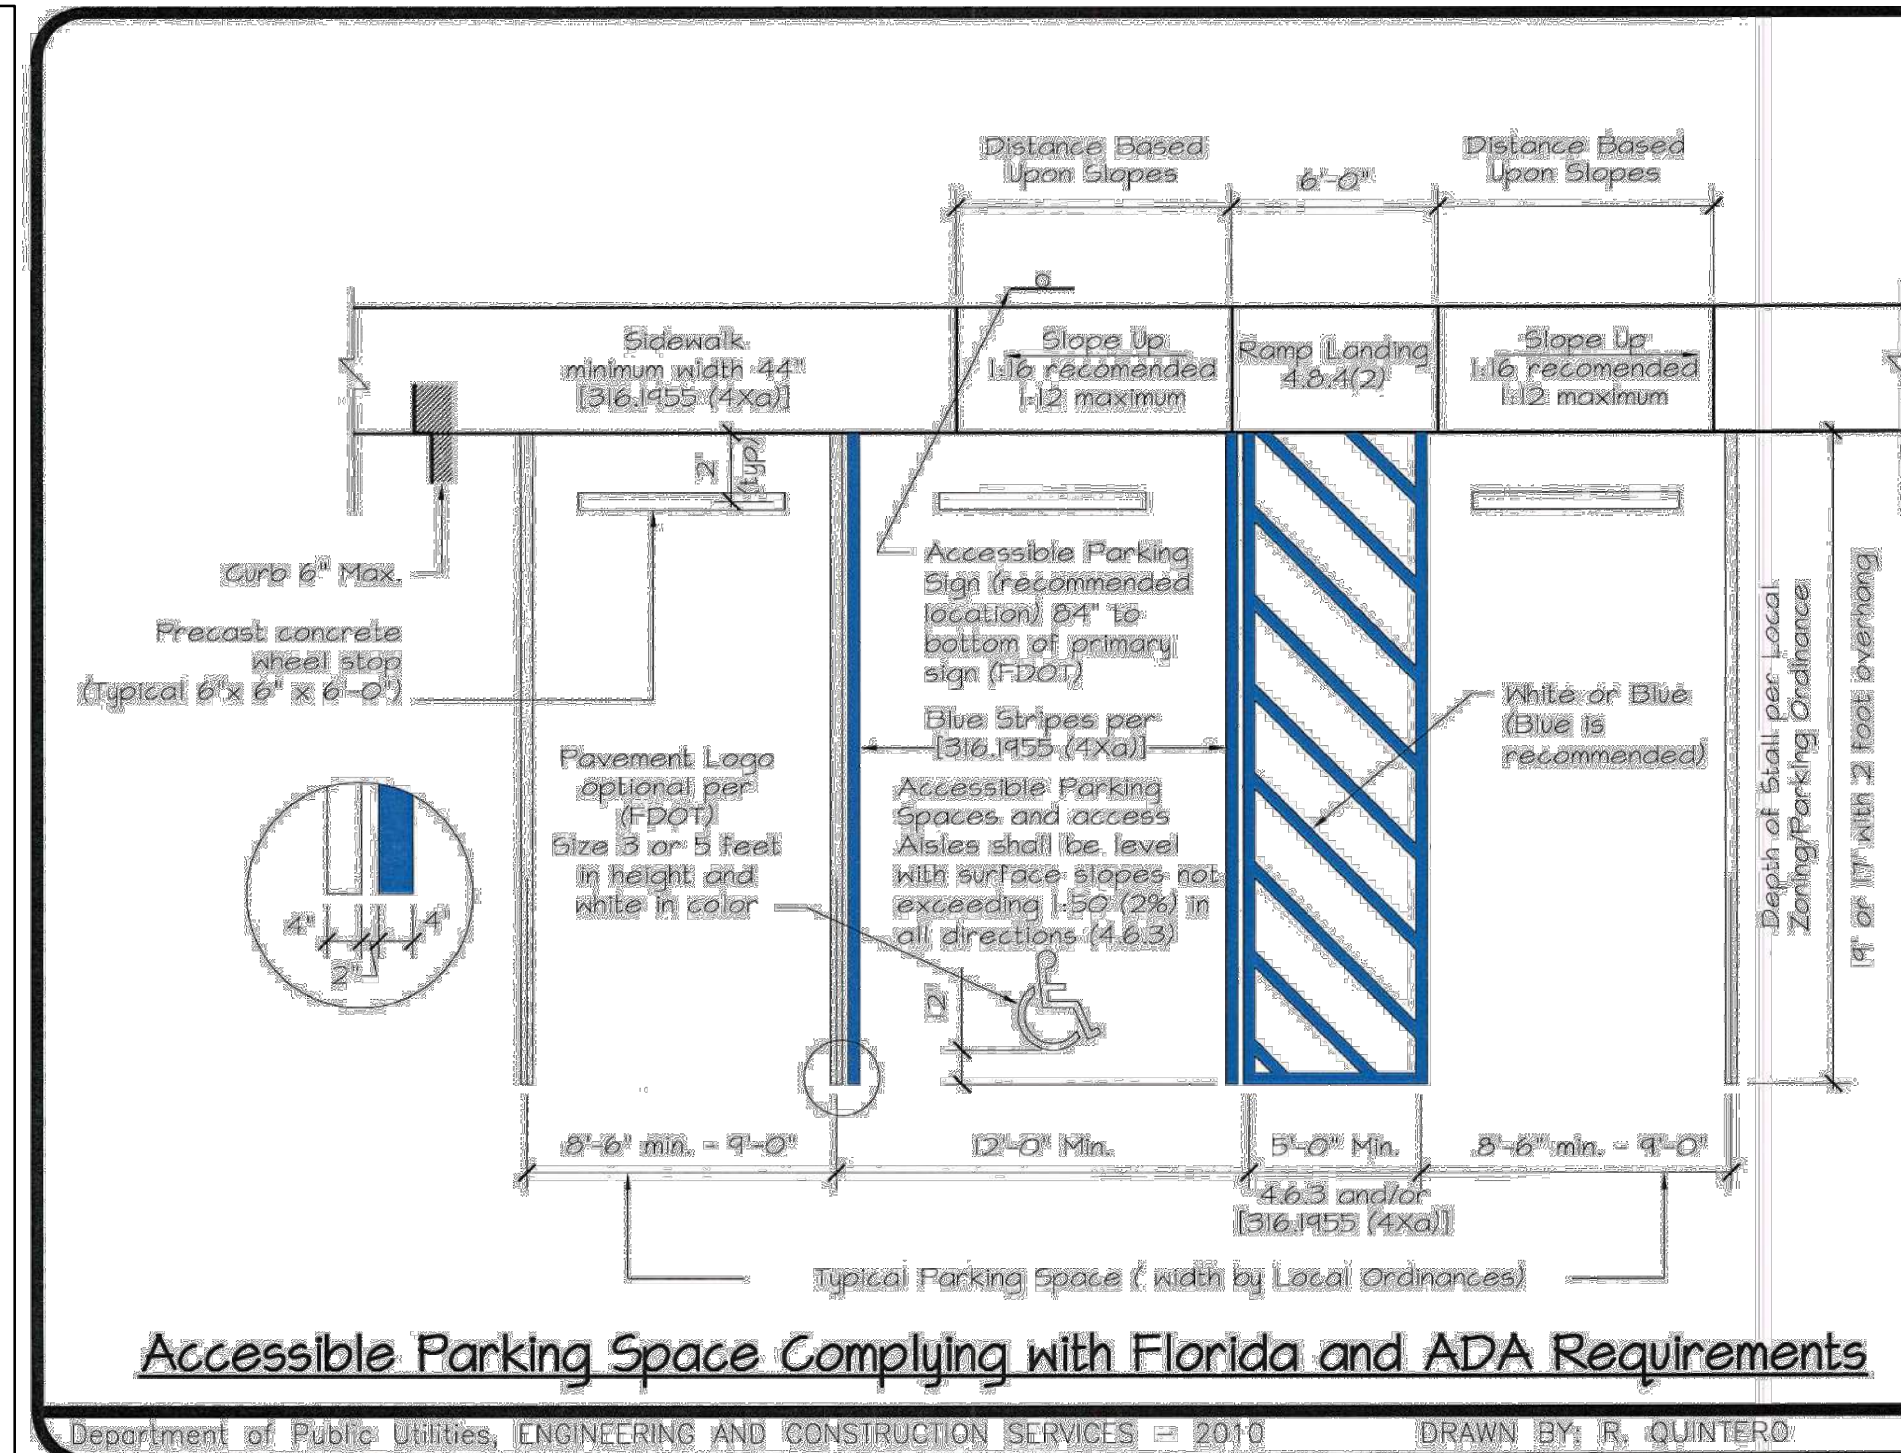 Distance Based
Upon Slopes
6'-0"
Distance Based
Upon Slopes
Sidewalk
minimum width 44"
[316.1955 (4)(a)]
Slope Up
1:16 recomended
1:12 maximum
Ramp Landing
4.8.4(2)
Slope Up
1:16 recomended
1:12 maximum
2'
(typ)
Curb 6" Max.
Precast concrete
wheel stop
(Typical 6"x 6" x 6'-0")
Accessible Parking
Sign (recommended
location) 84" to
bottom of primary
sign (FDOT)
Blue Stripes per
[316.1955 (4)(a)]
Accessible Parking
Spaces and access
Aisles shall be level
with surface slopes not
exceeding 1:50 (2%) in
all directions (4.6.3)
Pavement Logo
optional per
(FDOT)
Size 3 or 5 feet
in height and
white in color
White or Blue
(Blue is
recommended)
Depth of Stall per Local
Zoning/Parking Ordinance
19' or 17' with 2 foot overhang
4"
4"
2"
12"
8'-6" min. - 9'-0"
12'-0" Min.
5'-0" Min.
8'-6" min. - 9'-0"
4.6.3 and/or
[316.1955 (4)(a)]
Typical Parking Space ( width by Local Ordinances)
Accessible Parking Space Complying with Florida and ADA Requirements
Department of Public Utilities, ENGINEERING AND CONSTRUCTION SERVICES - 2010
DRAWN BY: R. QUINTERO